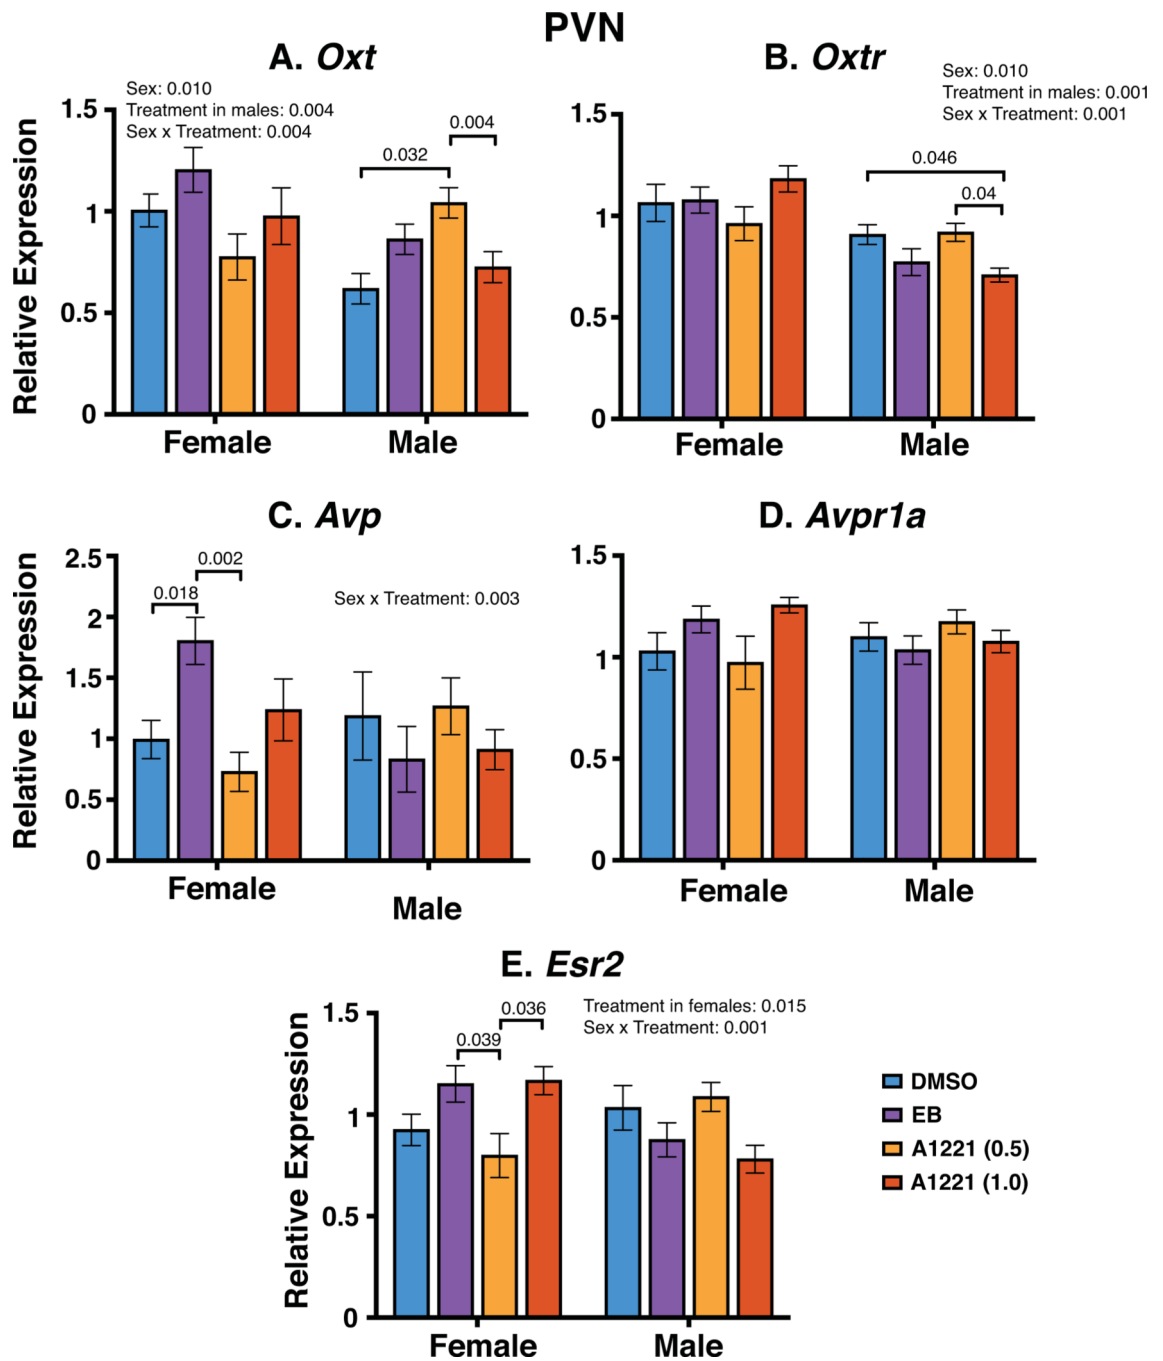 PVN
A. Oxt
Sex: 0.010
Treatment in males: 0.004
Sex x Treatment: 0.004
Relative Expression
1.5
1
0.5
0
0.032
0.004
Female
Male
B. Oxtr
Sex: 0.010
Treatment in males: 0.001
Sex x Treatment: 0.001
1.5
1
0.5
0
0.046
0.04
Female
Male
C. Avp
Relative Expression
2.5
2
1.5
1
0.5
0
0.018
0.002
Sex x Treatment: 0.003
Female
Male
D. Avpr1a
1.5
1
0.5
0
Female
Male
E. Esr2
Relative Expression
1.5
1
0.5
0
0.039
0.036
Treatment in females: 0.015
Sex x Treatment: 0.001
Female
Male
DMSO
EB
A1221 (0.5)
A1221 (1.0)